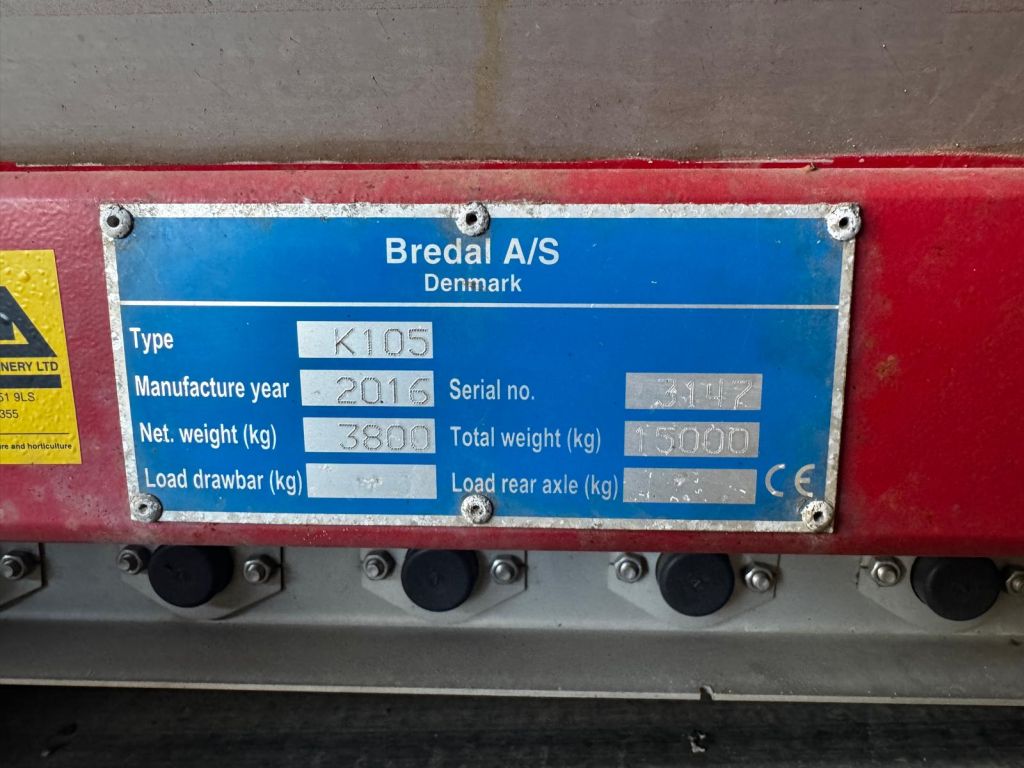 Bredal A/S
Denmark
Type K105
Manufacture year 2016 Serial no. 3147
Net. weight (kg) 3800 Total weight (kg) 15000
Load drawbar (kg) Load rear axle (kg) CE
NERY LTD
51 9LS
355
re and horticulture